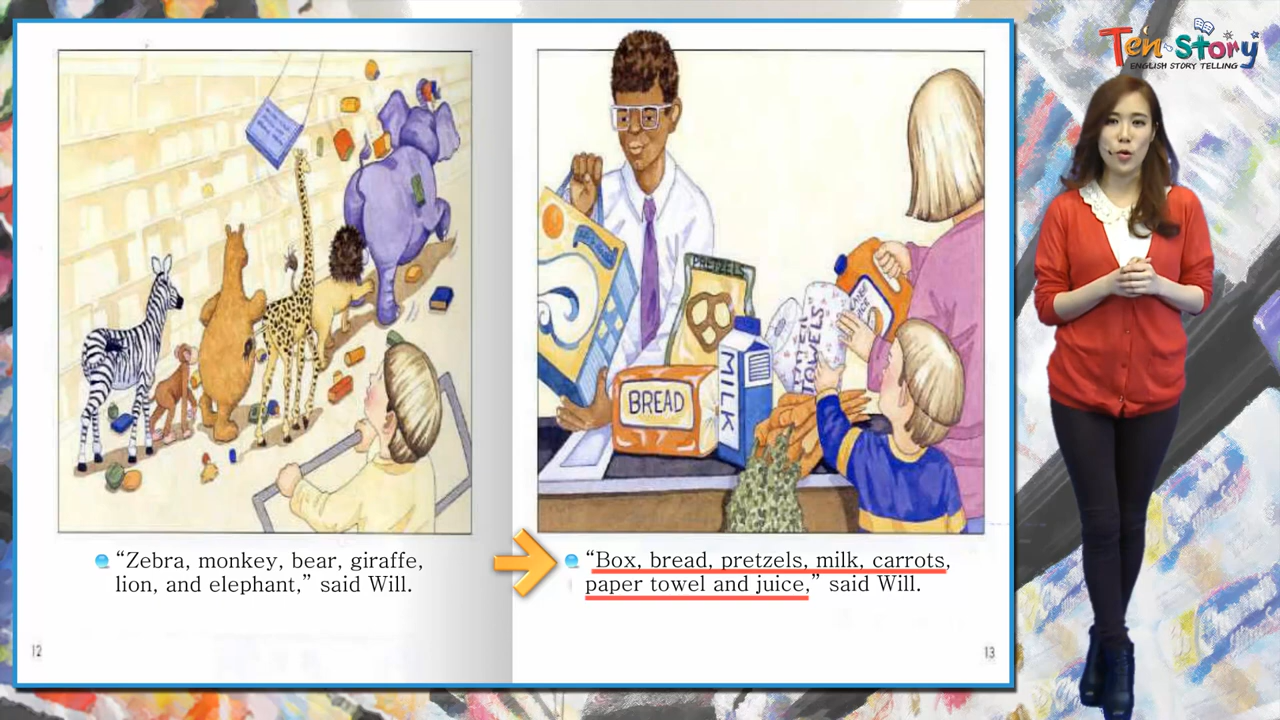 Ten Story
ENGLISH STORY TELLING
PRETZELS
BREAD
MILK
TOWELS
“Zebra, monkey, bear, giraffe,
lion, and elephant,” said Will.
“Box, bread, pretzels, milk, carrots,
paper towel and juice,” said Will.
12
13